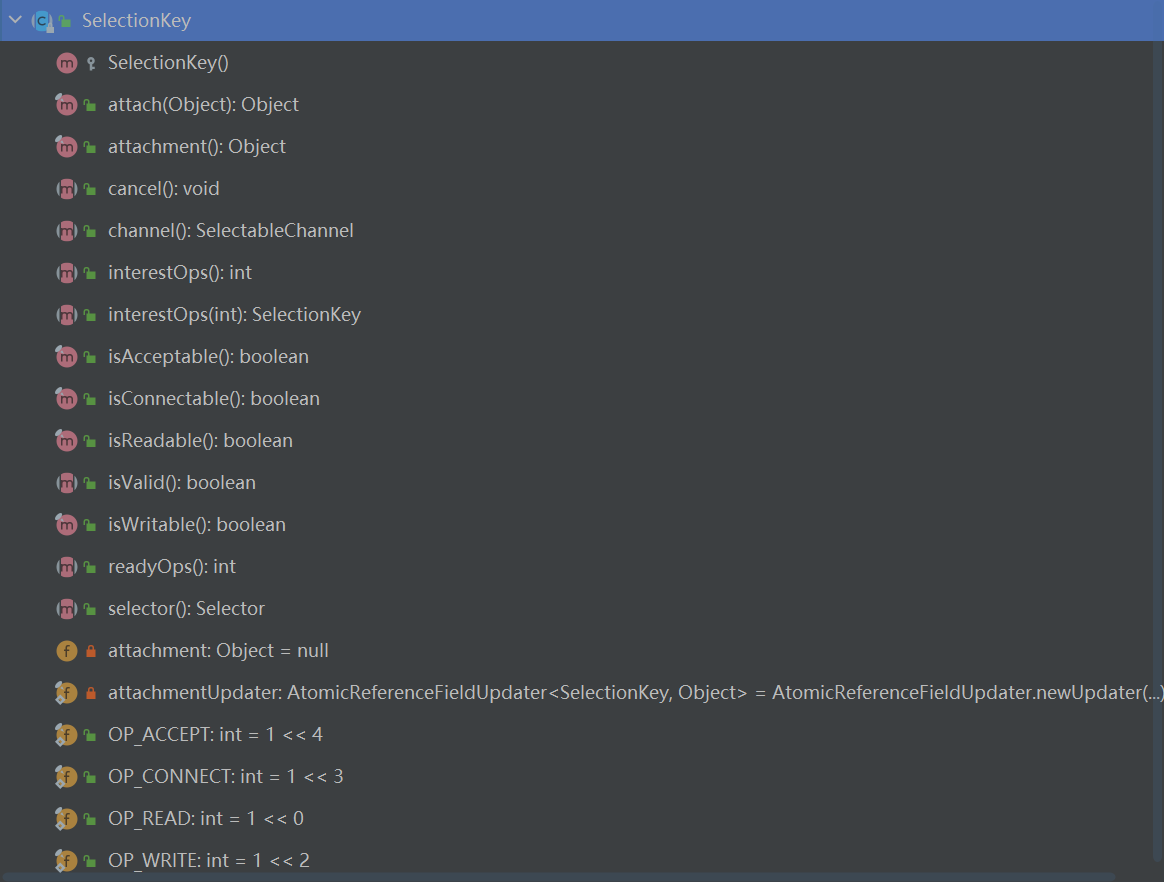 SelectionKey
SelectionKey()
attach(Object): Object
attachment(): Object
cancel(): void
channel(): SelectableChannel
interestOps(): int
interestOps(int): SelectionKey
isAcceptable(): boolean
isConnectable(): boolean
isReadable(): boolean
isValid(): boolean
isWritable(): boolean
readyOps(): int
selector(): Selector
attachment: Object = null
attachmentUpdater: AtomicReferenceFieldUpdater<SelectionKey, Object> = AtomicReferenceFieldUpdater.newUpdater(...)
OP_ACCEPT: int = 1 << 4
OP_CONNECT: int = 1 << 3
OP_READ: int = 1 << 0
OP_WRITE: int = 1 << 2